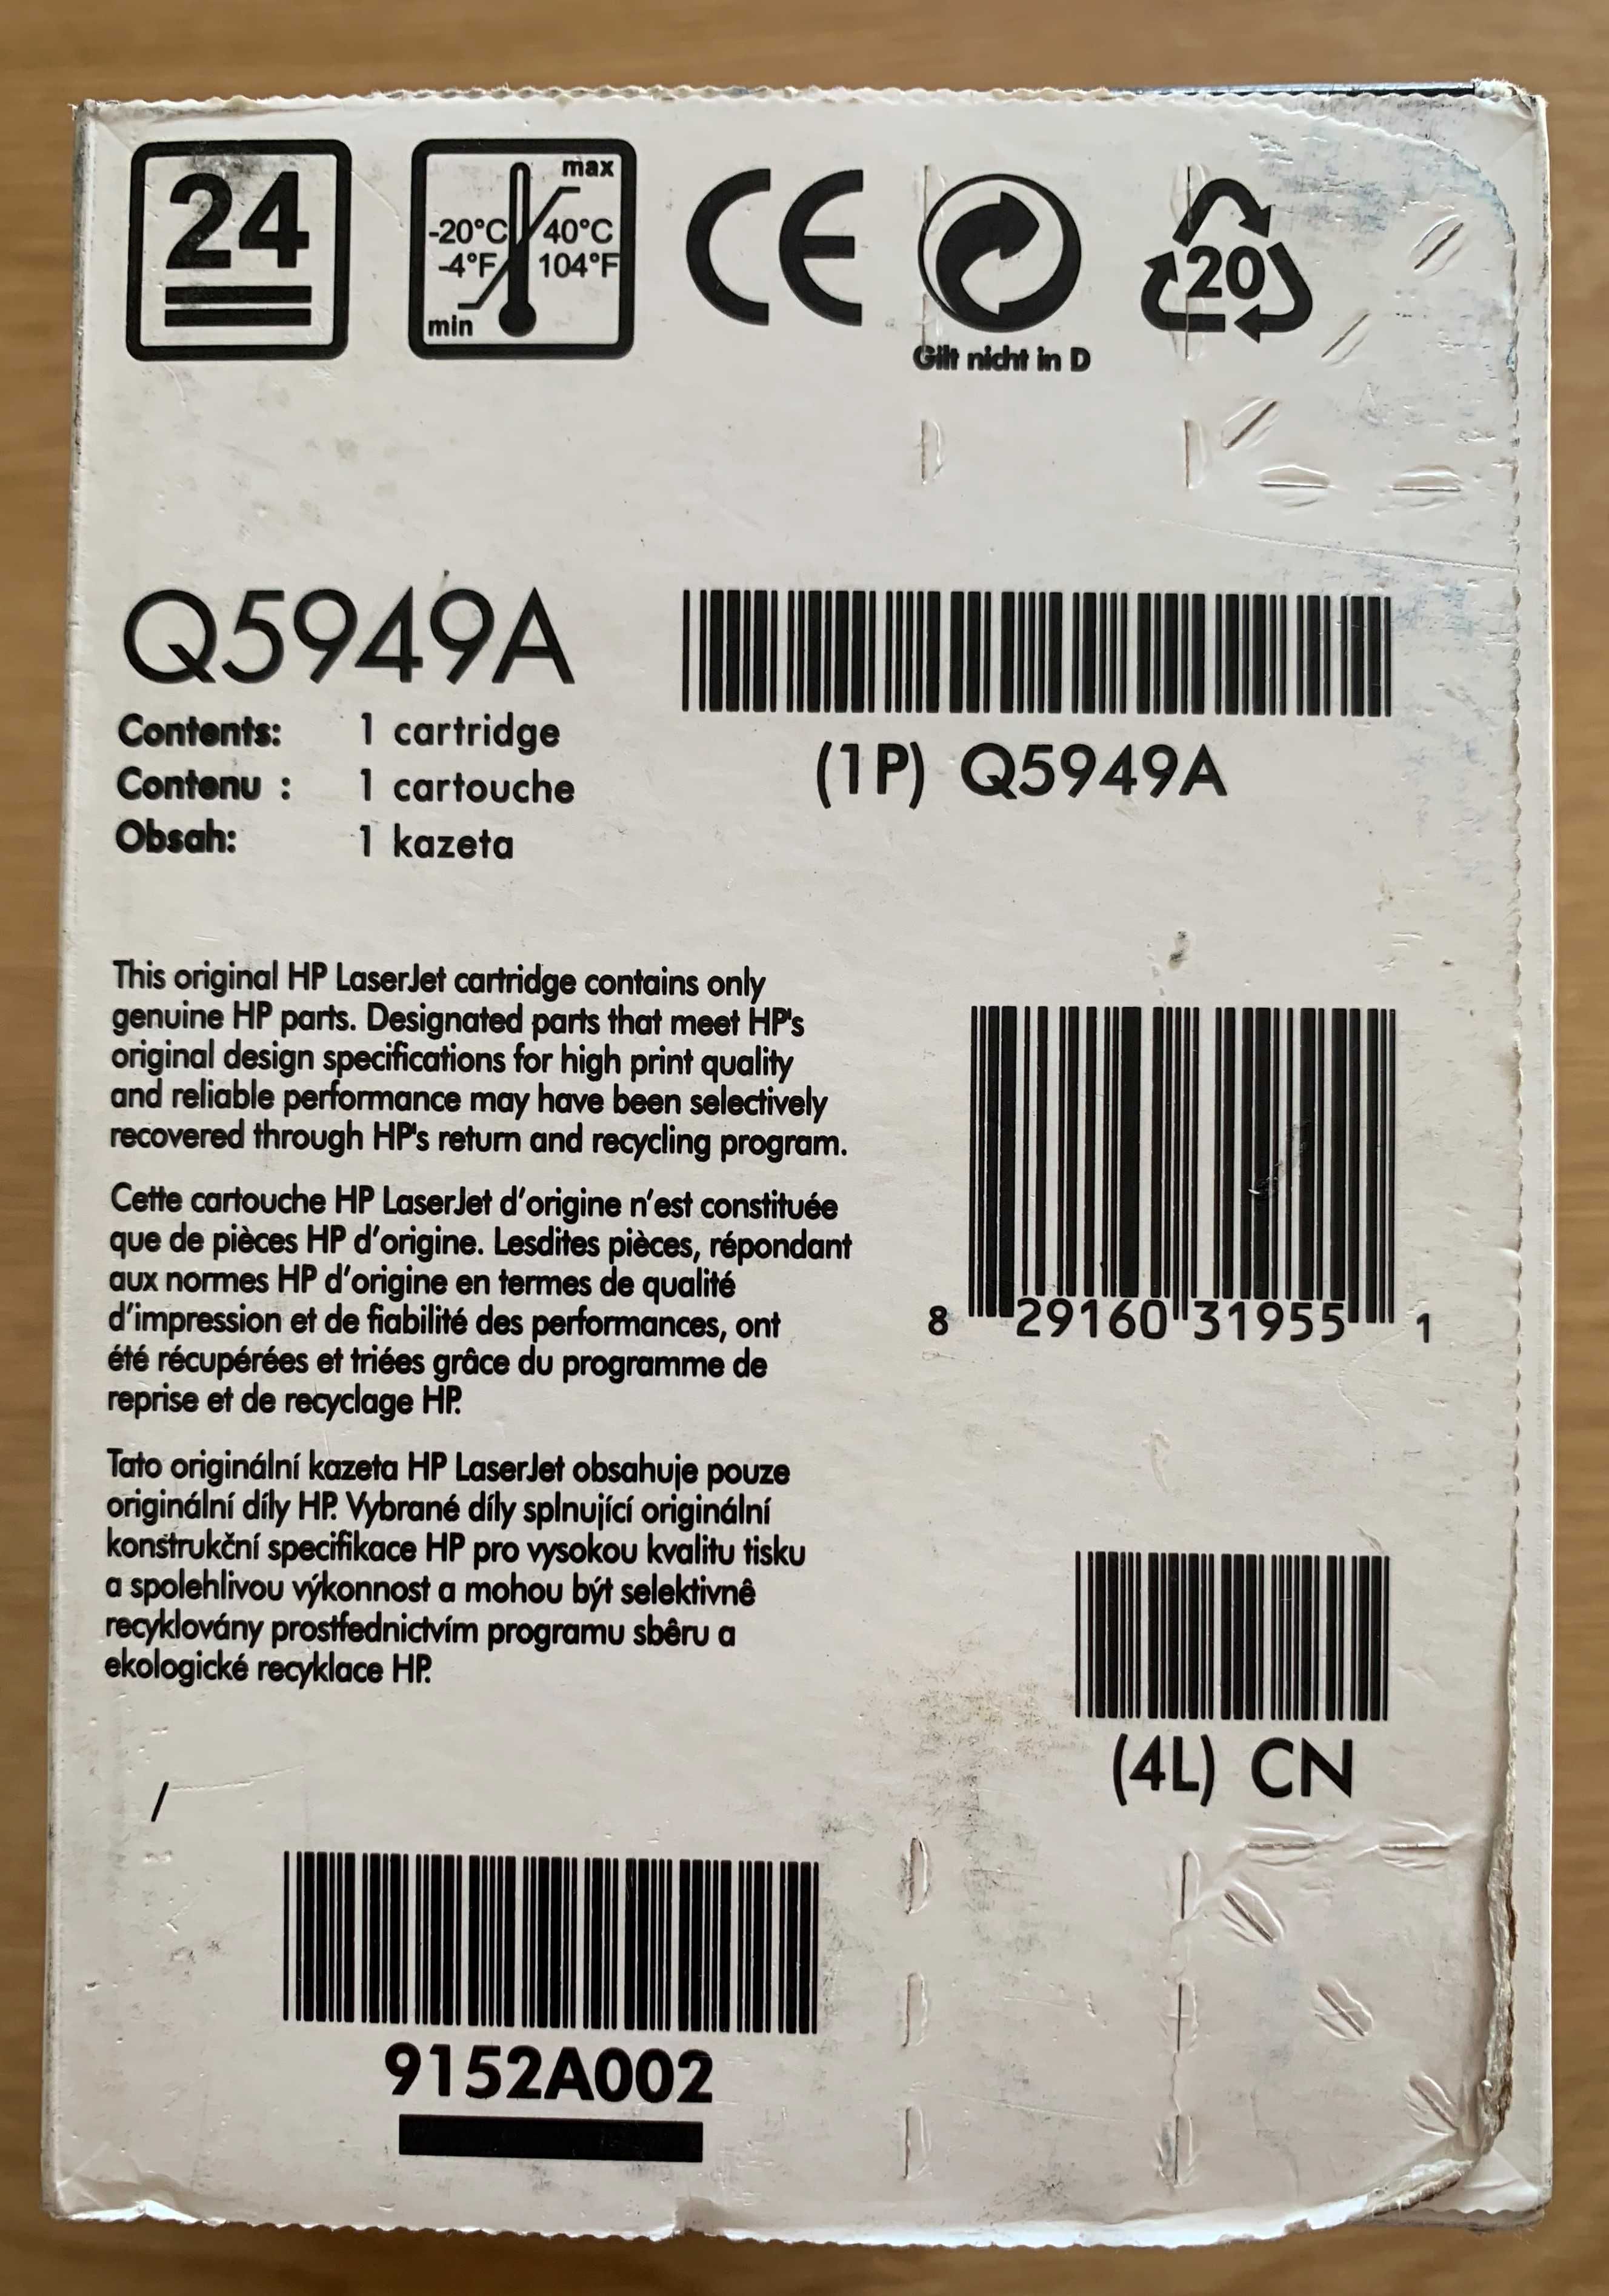 24
max
-20°C 40°C
-4°F 104°F
min
CE
Gilt nicht in D
20
Q5949A
(1P) Q5949A
Contents: 1 cartridge
Contenu : 1 cartouche
Obsah: 1 kazeta
This original HP LaserJet cartridge contains only
genuine HP parts. Designated parts that meet HP's
original design specifications for high print quality
and reliable performance may have been selectively
recovered through HP's return and recycling program.
Cette cartouche HP LaserJet d'origine n'est constituée
que de pièces HP d'origine. Lesdites pièces, répondant
aux normes HP d'origine en termes de qualité
d'impression et de fiabilité des performances, ont
été récupérées et triées grâce du programme de
reprise et de recyclage HP.
Tato originální kazeta HP LaserJet obsahuje pouze
originální díly HP. Vybrané díly splnující originální
konstrukční specifikace HP pro vysokou kvalitu tisku
a spolehlivou výkonnost a mohou být selektivnê
recyklovány prostřednictvím programu sbêru a
ekologické recyklace HP.
8 29160 31955 1
(4L) CN
/
9152A002